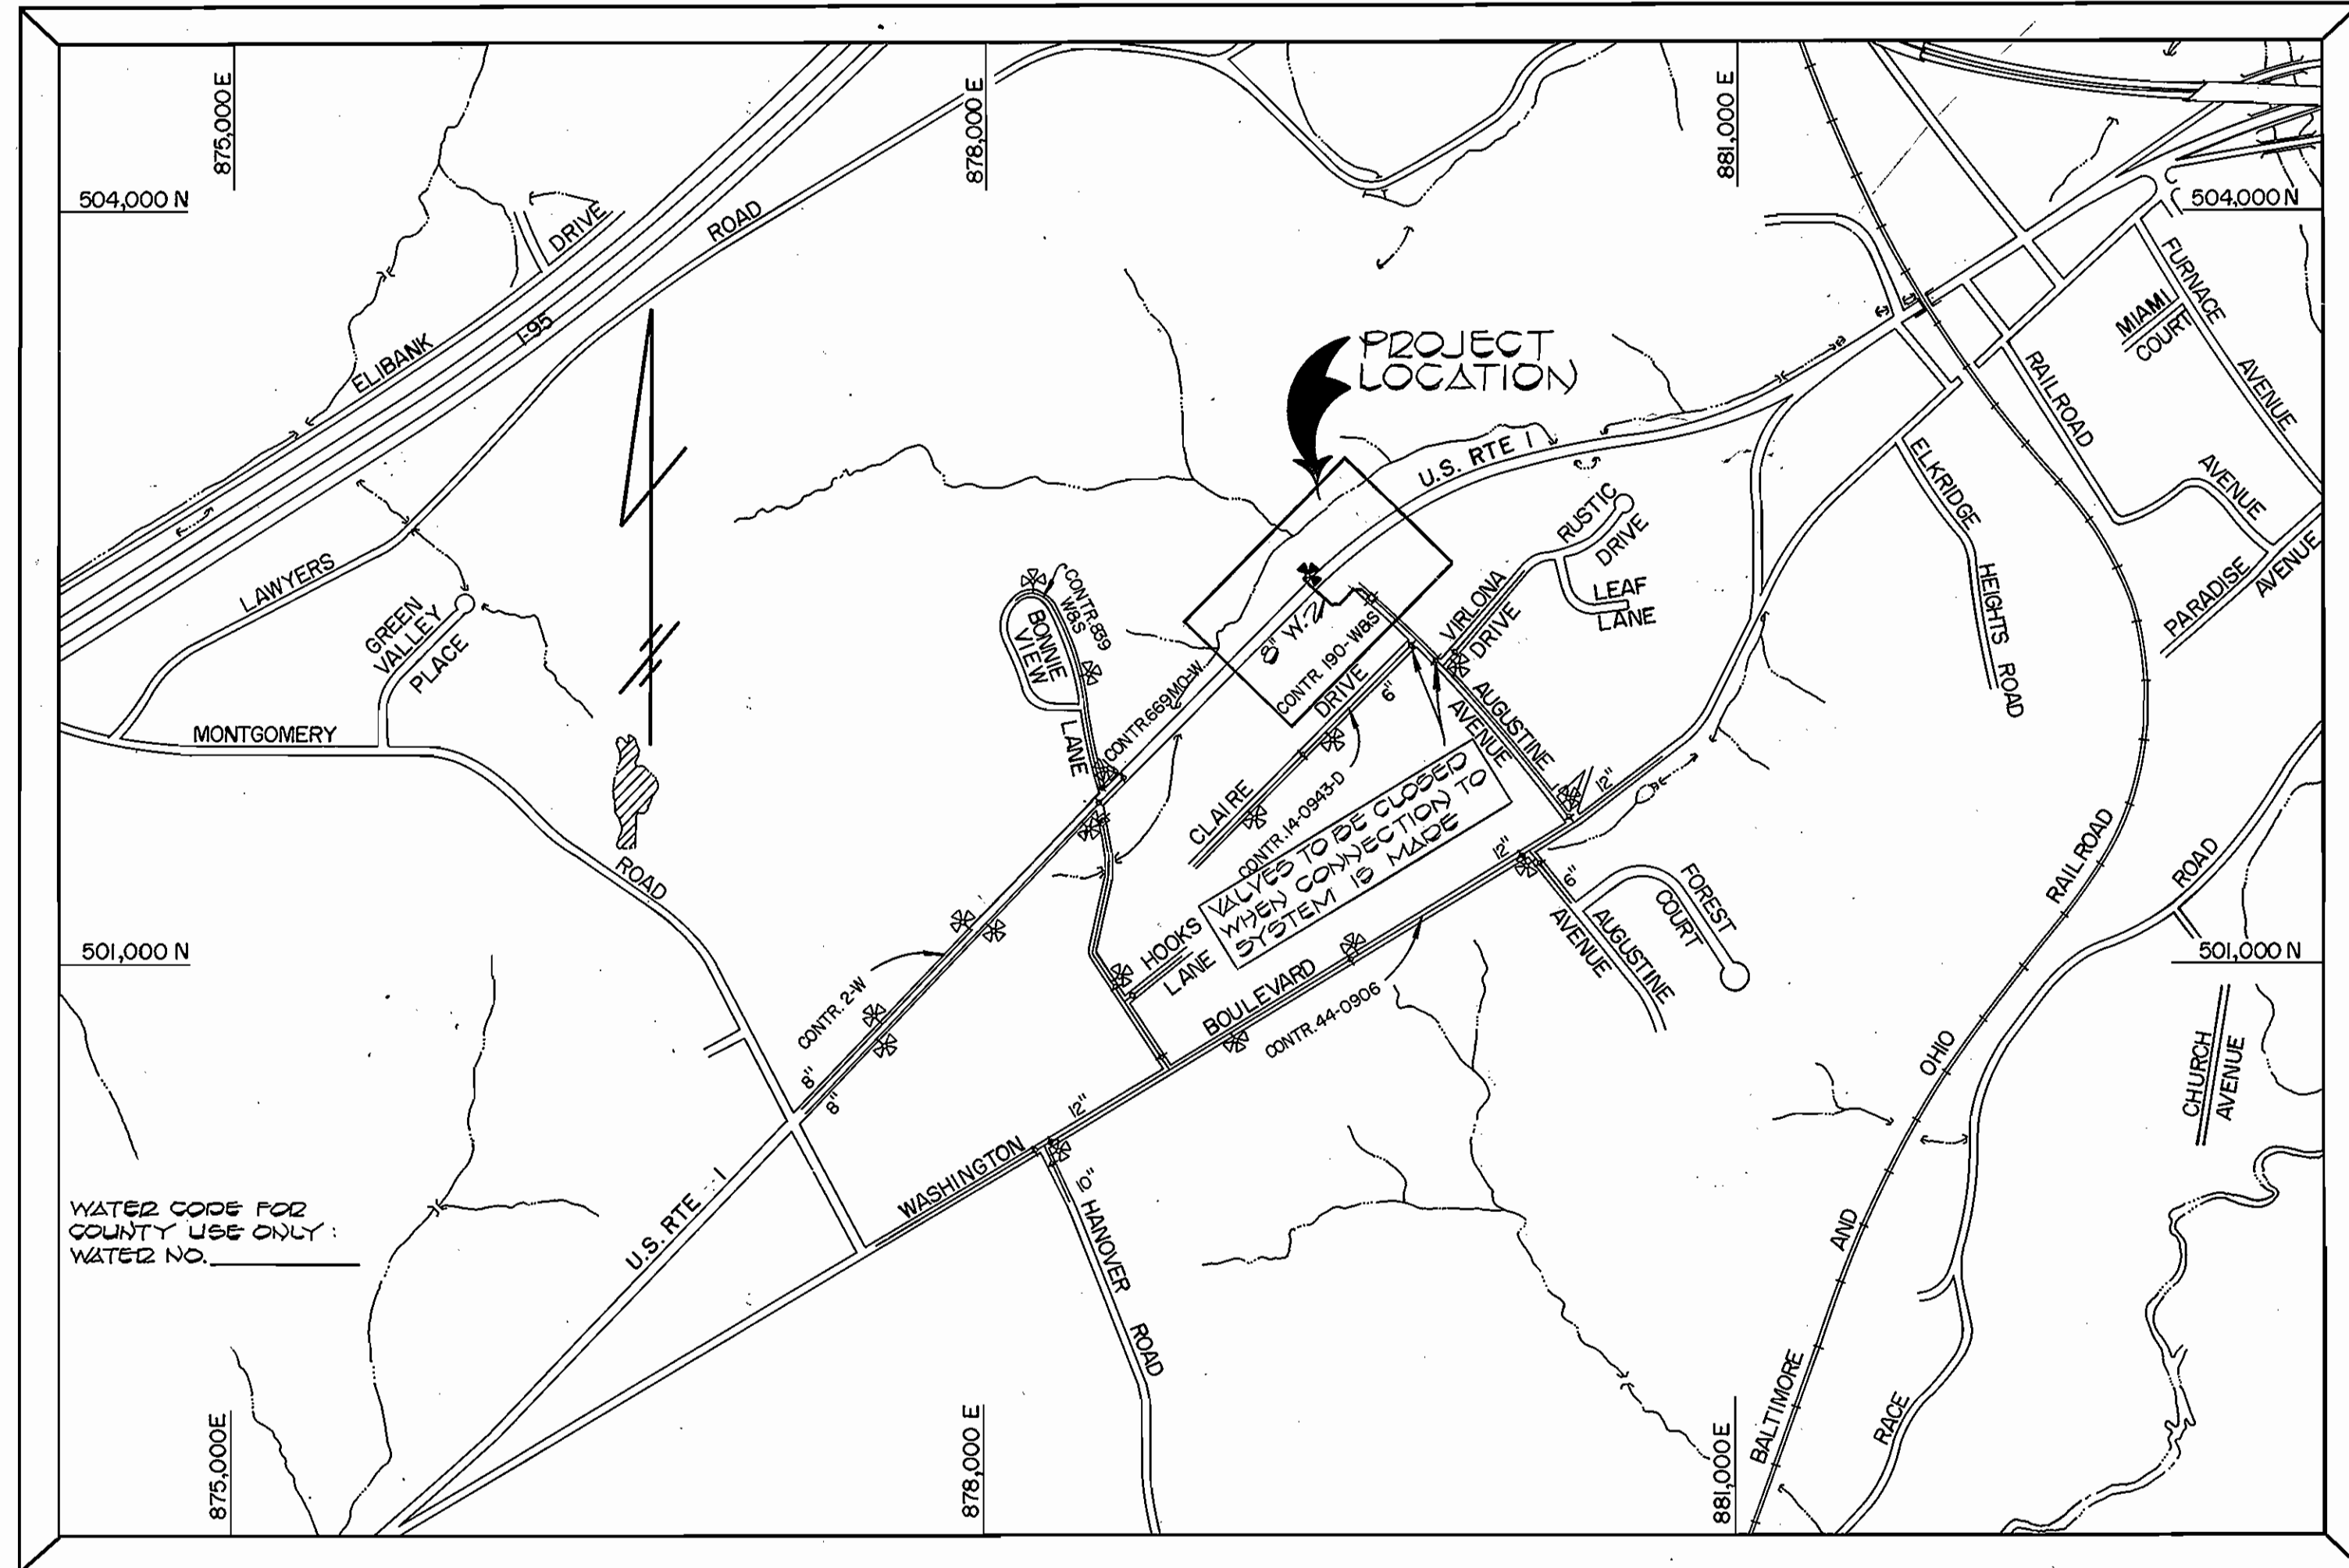 875,000 E
878,000 E
881,000 E
504,000 N
504,000 N
DRIVE
ROAD
ELIBANK
I-95
PROJECT
LOCATION
FURNACE
MIAMI
COURT
AVENUE
RAILROAD
AVENUE
U.S. RTE 1
ELKRIDGE
HEIGHTS ROAD
PARADISE
AVENUE
RUSTIC
DRIVE
LEAF
LANE
LAWYERS
GREEN
VALLEY
PLACE
CONTR. 839
W&S
BONNIE
VIEW
LANE
8" W-2
CONTR. 190-W&S
VIRLONA
DRIVE
DRIVE
6"
AUGUSTINE
AVENUE
MONTGOMERY
CONTR. 669 MO-W
CLAIRE
CONTR. 14-0943-D
12"
VALVES TO BE CLOSED
WHEN CONNECTION TO
SYSTEM IS MADE
ROAD
12"
6"
FOREST
COURT
AUGUSTINE
AVENUE
RAILROAD
ROAD
501,000 N
501,000 N
HOOKS
LANE
BOULEVARD
CONTR. 44-0906
CONTR. 2-W
8"
8"
12"
OHIO
CHURCH
AVENUE
WASHINGTON
10"
HANOVER
ROAD
U.S. RTE 1
WATER CODE FOR
COUNTY USE ONLY :
WATER NO.
AND
BALTIMORE
RACE
875,000E
878,000 E
881,000 E